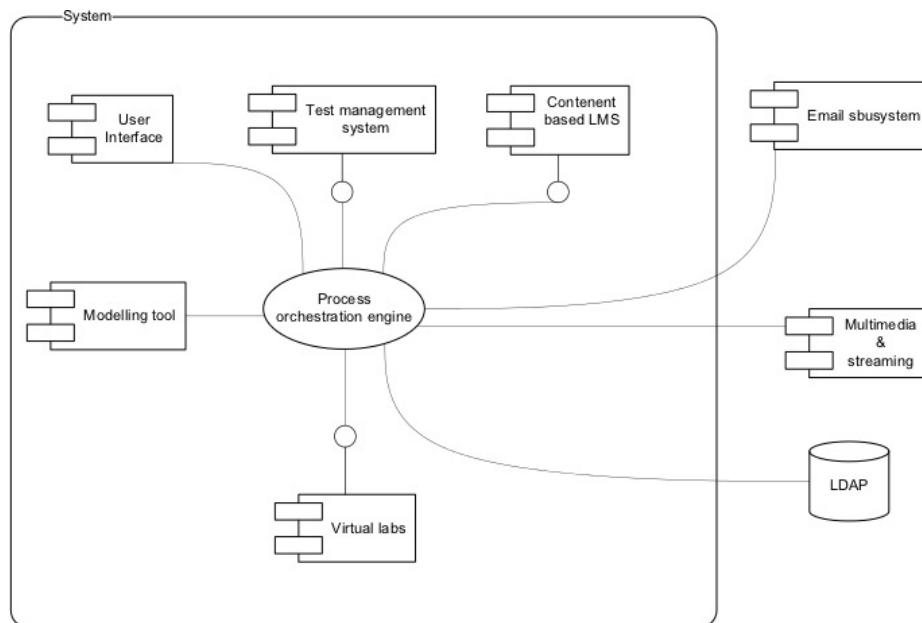 System
User
Interface
Test management
system
Contenent
based LMS
Email sbusystem
Modelling tool
Process
orchestration engine
Multimedia
&
streaming
LDAP
Virtual labs